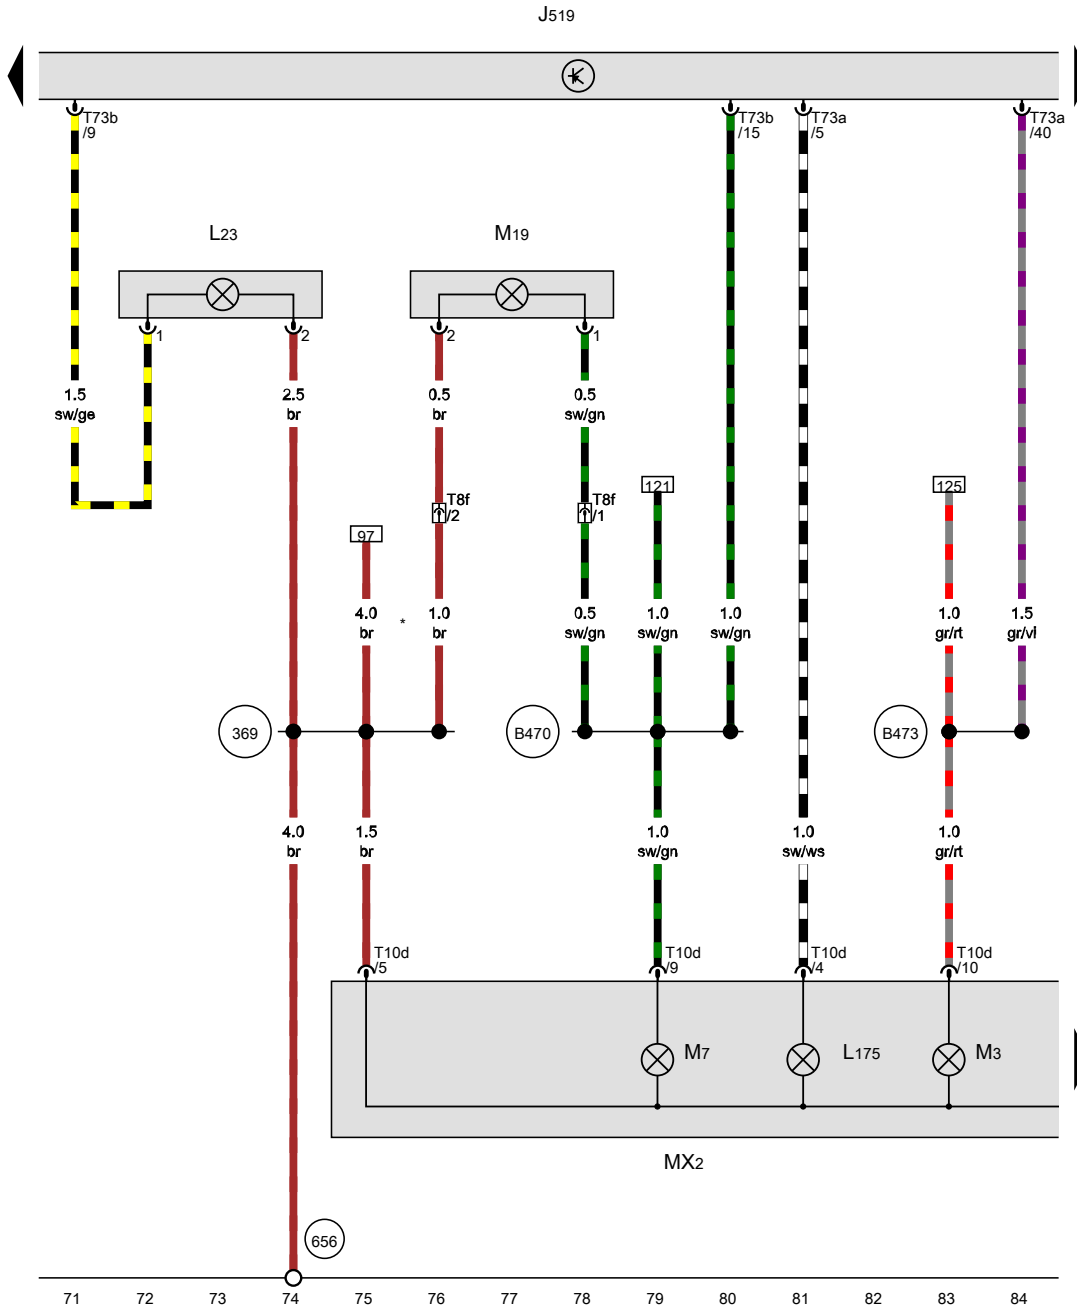 J519
T73b
/9
T73b
/15
T73a
/5
T73a
/40
L23
M19
1
2
2
1
1.5
sw/ge
2.5
br
0.5
br
0.5
sw/gn
121
125
T8f
/2
T8f
/1
97
4.0
br
*
1.0
br
0.5
sw/gn
1.0
sw/gn
1.0
sw/gn
1.0
gr/rt
1.5
gr/vi
369
B470
B473
4.0
br
1.5
br
1.0
sw/gn
1.0
sw/ws
1.0
gr/rt
T10d
/5
T10d
/9
T10d
/4
T10d
/10
M7
L175
M3
MX2
656
71 72 73 74 75 76 77 78 79 80 81 82 83 84